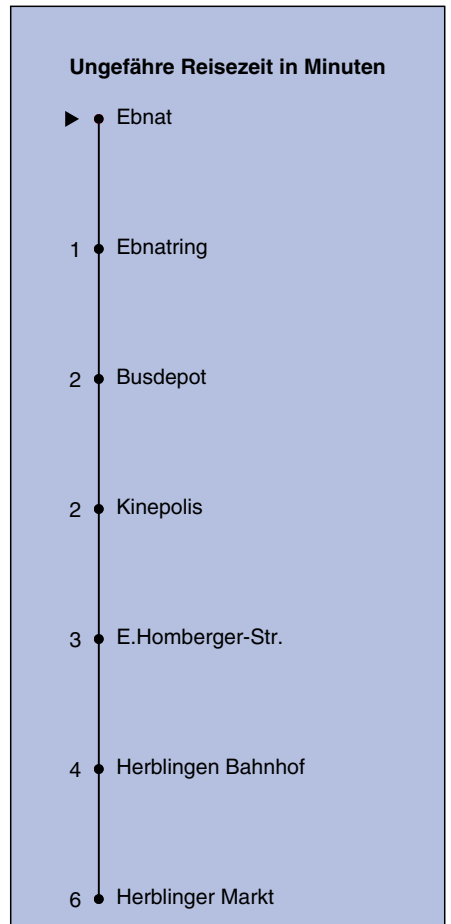 Ungefähre Reisezeit in Minuten
Ebnat
1 Ebnatring
2 Busdepot
2 Kinepolis
3 E.Homberger-Str.
4 Herblingen Bahnhof
6 Herblinger Markt